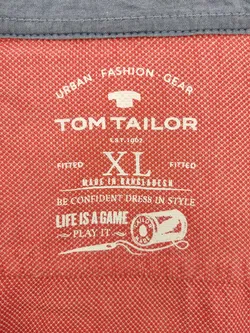 URBAN FASHION GEAR
TOM TAILOR
EST. 1962
FITTED XL FITTED
MADE IN BANGLADESH
BE CONFIDENT DRESS IN STYLE
LIFE IS A GAME
PLAY IT